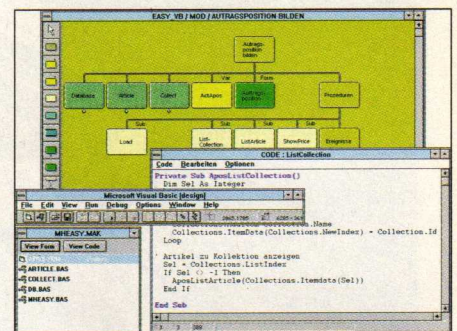 EASY_VB / MOD / AUTRAGSPOSITION-BILDEN
Auftrags-
position
bilden
Var
Form
Database
Article
Collect
Prozeduren
Sub
Sub
Sub
Sub
Load
List-
Collection
ListArticle
ShowPrice
Ereignisse
CODE : ListCollection
Code Bearbeiten Optionen
Private Sub AposListCollection()
Dim Sel As Integer
Microsoft Visual Basic [design]
File Edit View Run Debug Options Window Help
MHEASY.MAK
View Form View Code
ARTICLE.BAS
COLLECT.BAS
DB.BAS
MHEASY.BAS
Collection.Name
Collections.ItemData(Collections.NewIndex) = Collection.Id
Loop
' Artikel zu Kollektion anzeigen
Sel = Collections.ListIndex
If Sel <> -1 Then
AposListArticle(Collections.Itemdata(Sel))
End If
End Sub